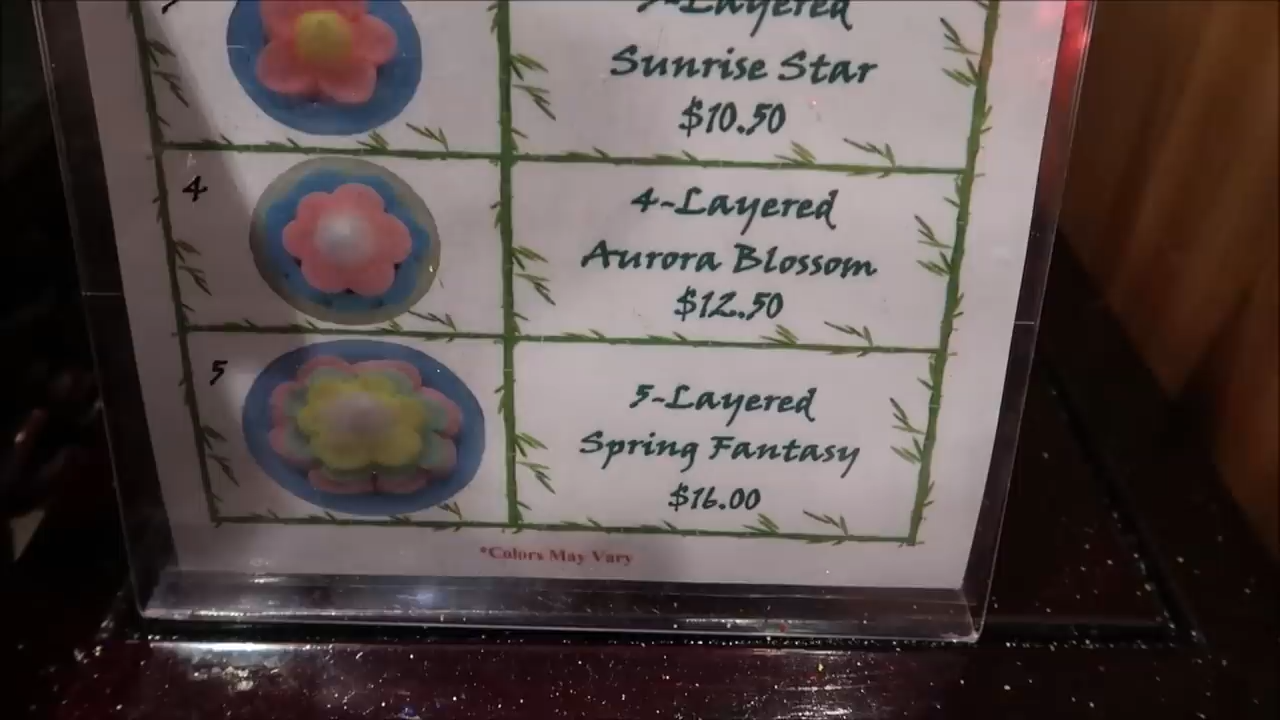 Layered
Sunrise Star
$10.50
4
4-Layered
Aurora Blossom
$12.50
5
5-Layered
Spring Fantasy
$16.00
*Colors May Vary